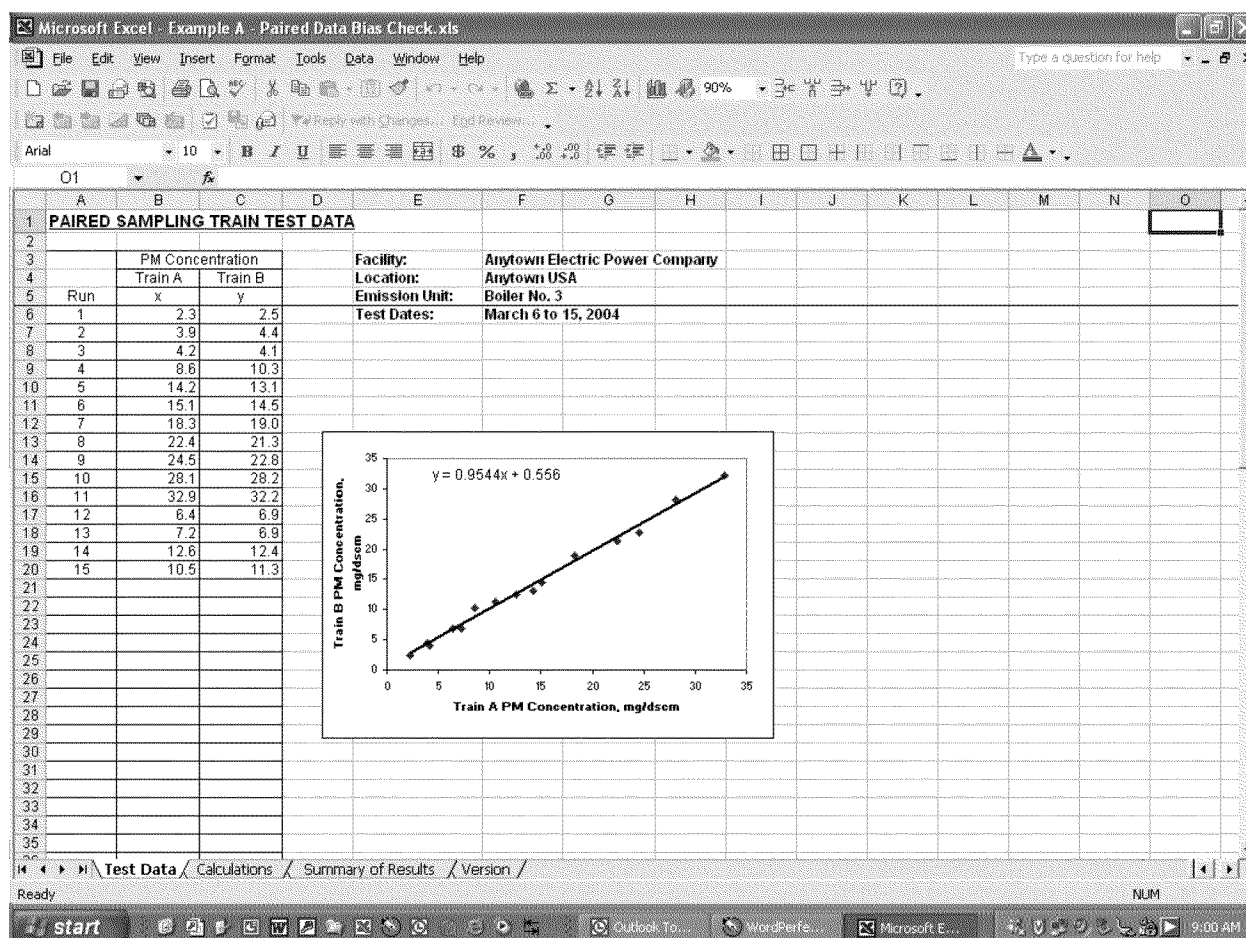 Microsoft Excel - Example A - Paired Data Bias Check.xls
File Edit View Insert Format Tools Data Window Help
Type a question for help
90%
Reply with Changes... End Review...
Arial 10 B I U $ % ,
O1 fx
A B C D E F G H I J K L M N O
1 PAIRED SAMPLING TRAIN TEST DATA
2
3 PM Concentration Facility: Anytown Electric Power Company
4 Train A Train B Location: Anytown USA
5 Run x y Emission Unit: Boiler No. 3
6 1 2.3 2.5 Test Dates: March 6 to 15, 2004
7 2 3.9 4.4
8 3 4.2 4.1
9 4 8.6 10.3
10 5 14.2 13.1
11 6 15.1 14.5
12 7 18.3 19.0
13 8 22.4 21.3
14 9 24.5 22.8
15 10 28.1 28.2
16 11 32.9 32.2
17 12 6.4 6.9
18 13 7.2 6.9
19 14 12.6 12.4
20 15 10.5 11.3
21
22
23
24
25
26
27
28
29
30
31
32
33
34
35
y = 0.9544x + 0.556
35
30
25
20
15
10
5
0
Train B PM Concentration,
mg/dscm
0 5 10 15 20 25 30 35
Train A PM Concentration, mg/dscm
Test Data Calculations Summary of Results Version
Ready
NUM
start Outlook To... WordPerfe... Microsoft E... 9:00 AM